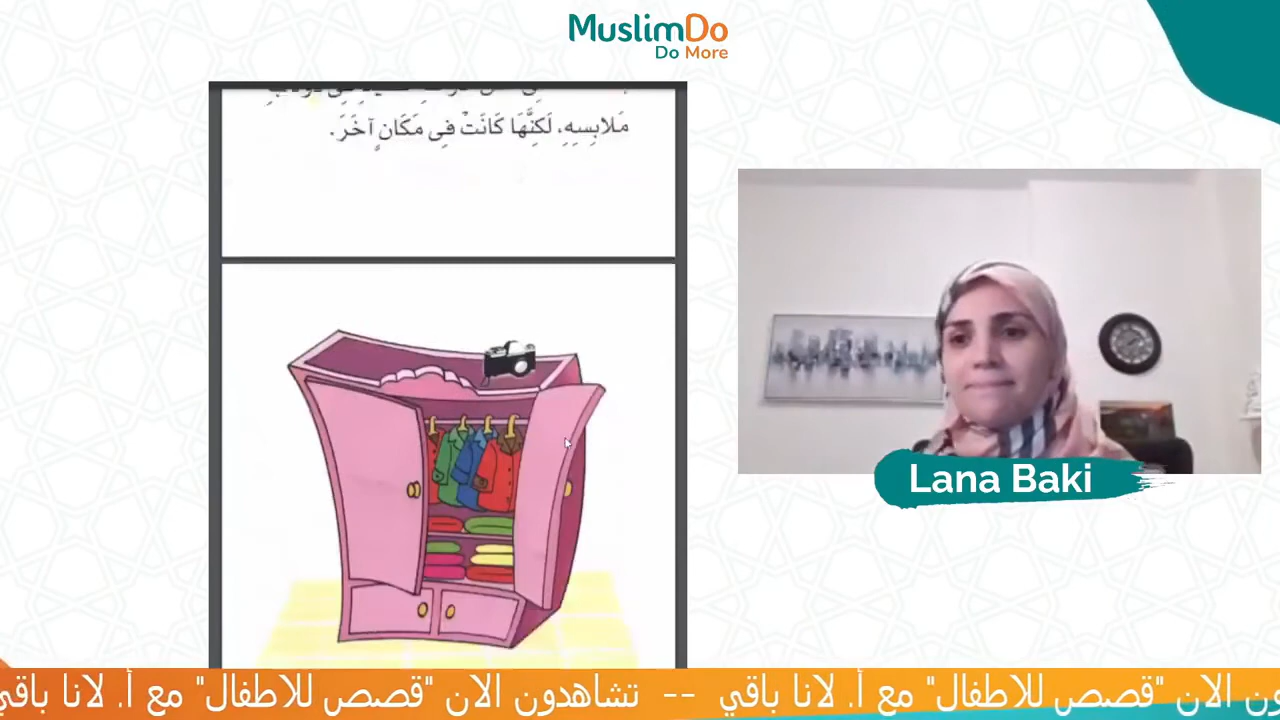 MuslimDo
Do More
مَلابِسِهِ، لَكِنَّهَا كَانَتْ فِى مَكَانٍ آخَرَ.
Lana Baki
ون الان "قصص للاطفال" مع أ. لانا باقي -- تشاهدون الان "قصص للاطفال" مع أ. لانا باقي